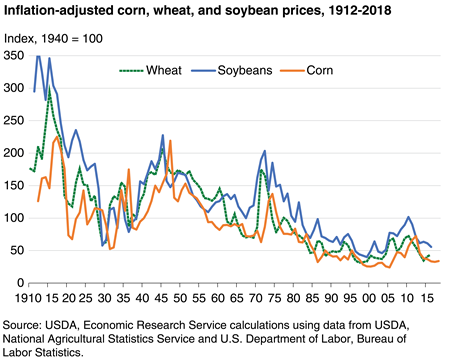 Inflation-adjusted corn, wheat, and soybean prices, 1912-2018
Index, 1940 = 100
350
Wheat Soybeans Corn
300
250
200
150
100
50
0
1910 15 20 25 30 35 40 45 50 55 60 65 70 75 80 85 90 95 00 05 10 15
Source: USDA, Economic Research Service calculations using data from USDA,
National Agricultural Statistics Service and U.S. Department of Labor, Bureau of
Labor Statistics.